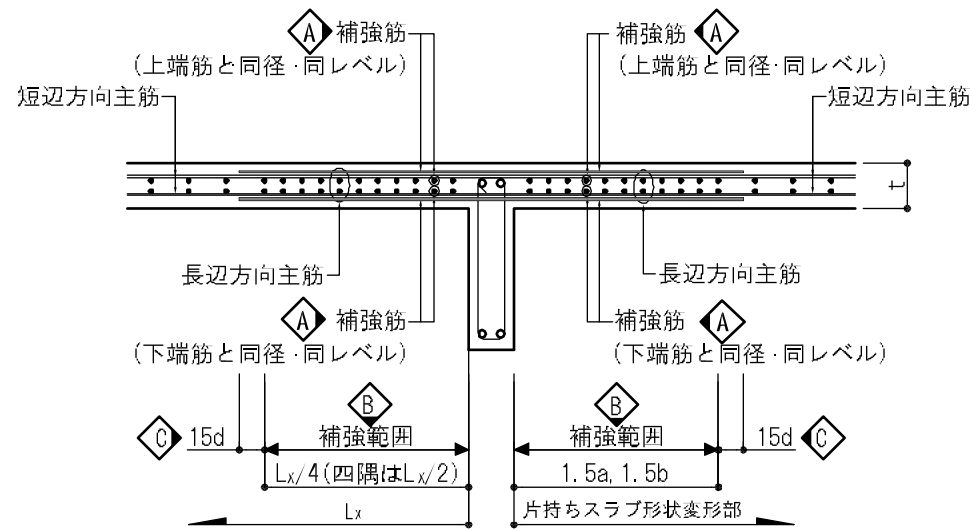 A 補強筋
(上端筋と同径・同レベル)
補強筋 A
(上端筋と同径・同レベル)
短辺方向主筋
短辺方向主筋
t
長辺方向主筋
長辺方向主筋
A 補強筋
(下端筋と同径・同レベル)
補強筋 A
(下端筋と同径・同レベル)
B
B
C 15d
補強範囲
補強範囲
15d C
Lx/4(四隅はLx/2)
1.5a, 1.5b
Lx
片持ちスラブ形状変形部